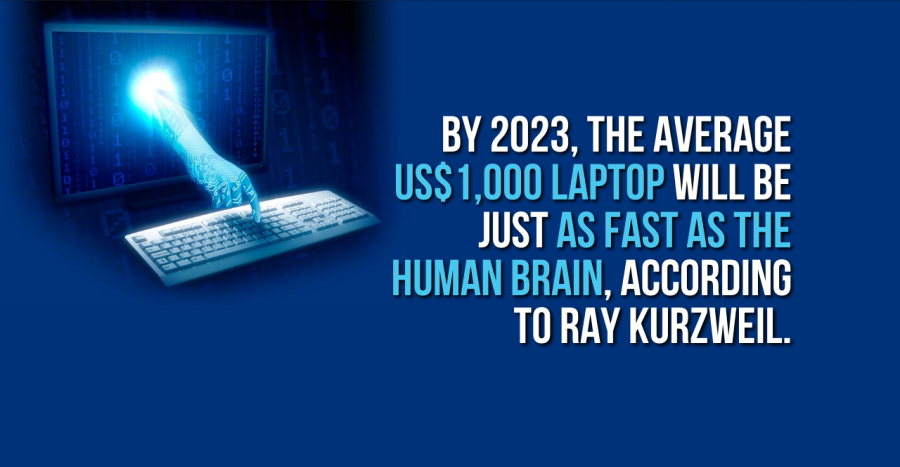 BY 2023, THE AVERAGE
US$1,000 LAPTOP WILL BE
JUST AS FAST AS THE
HUMAN BRAIN, ACCORDING
TO RAY KURZWEIL.